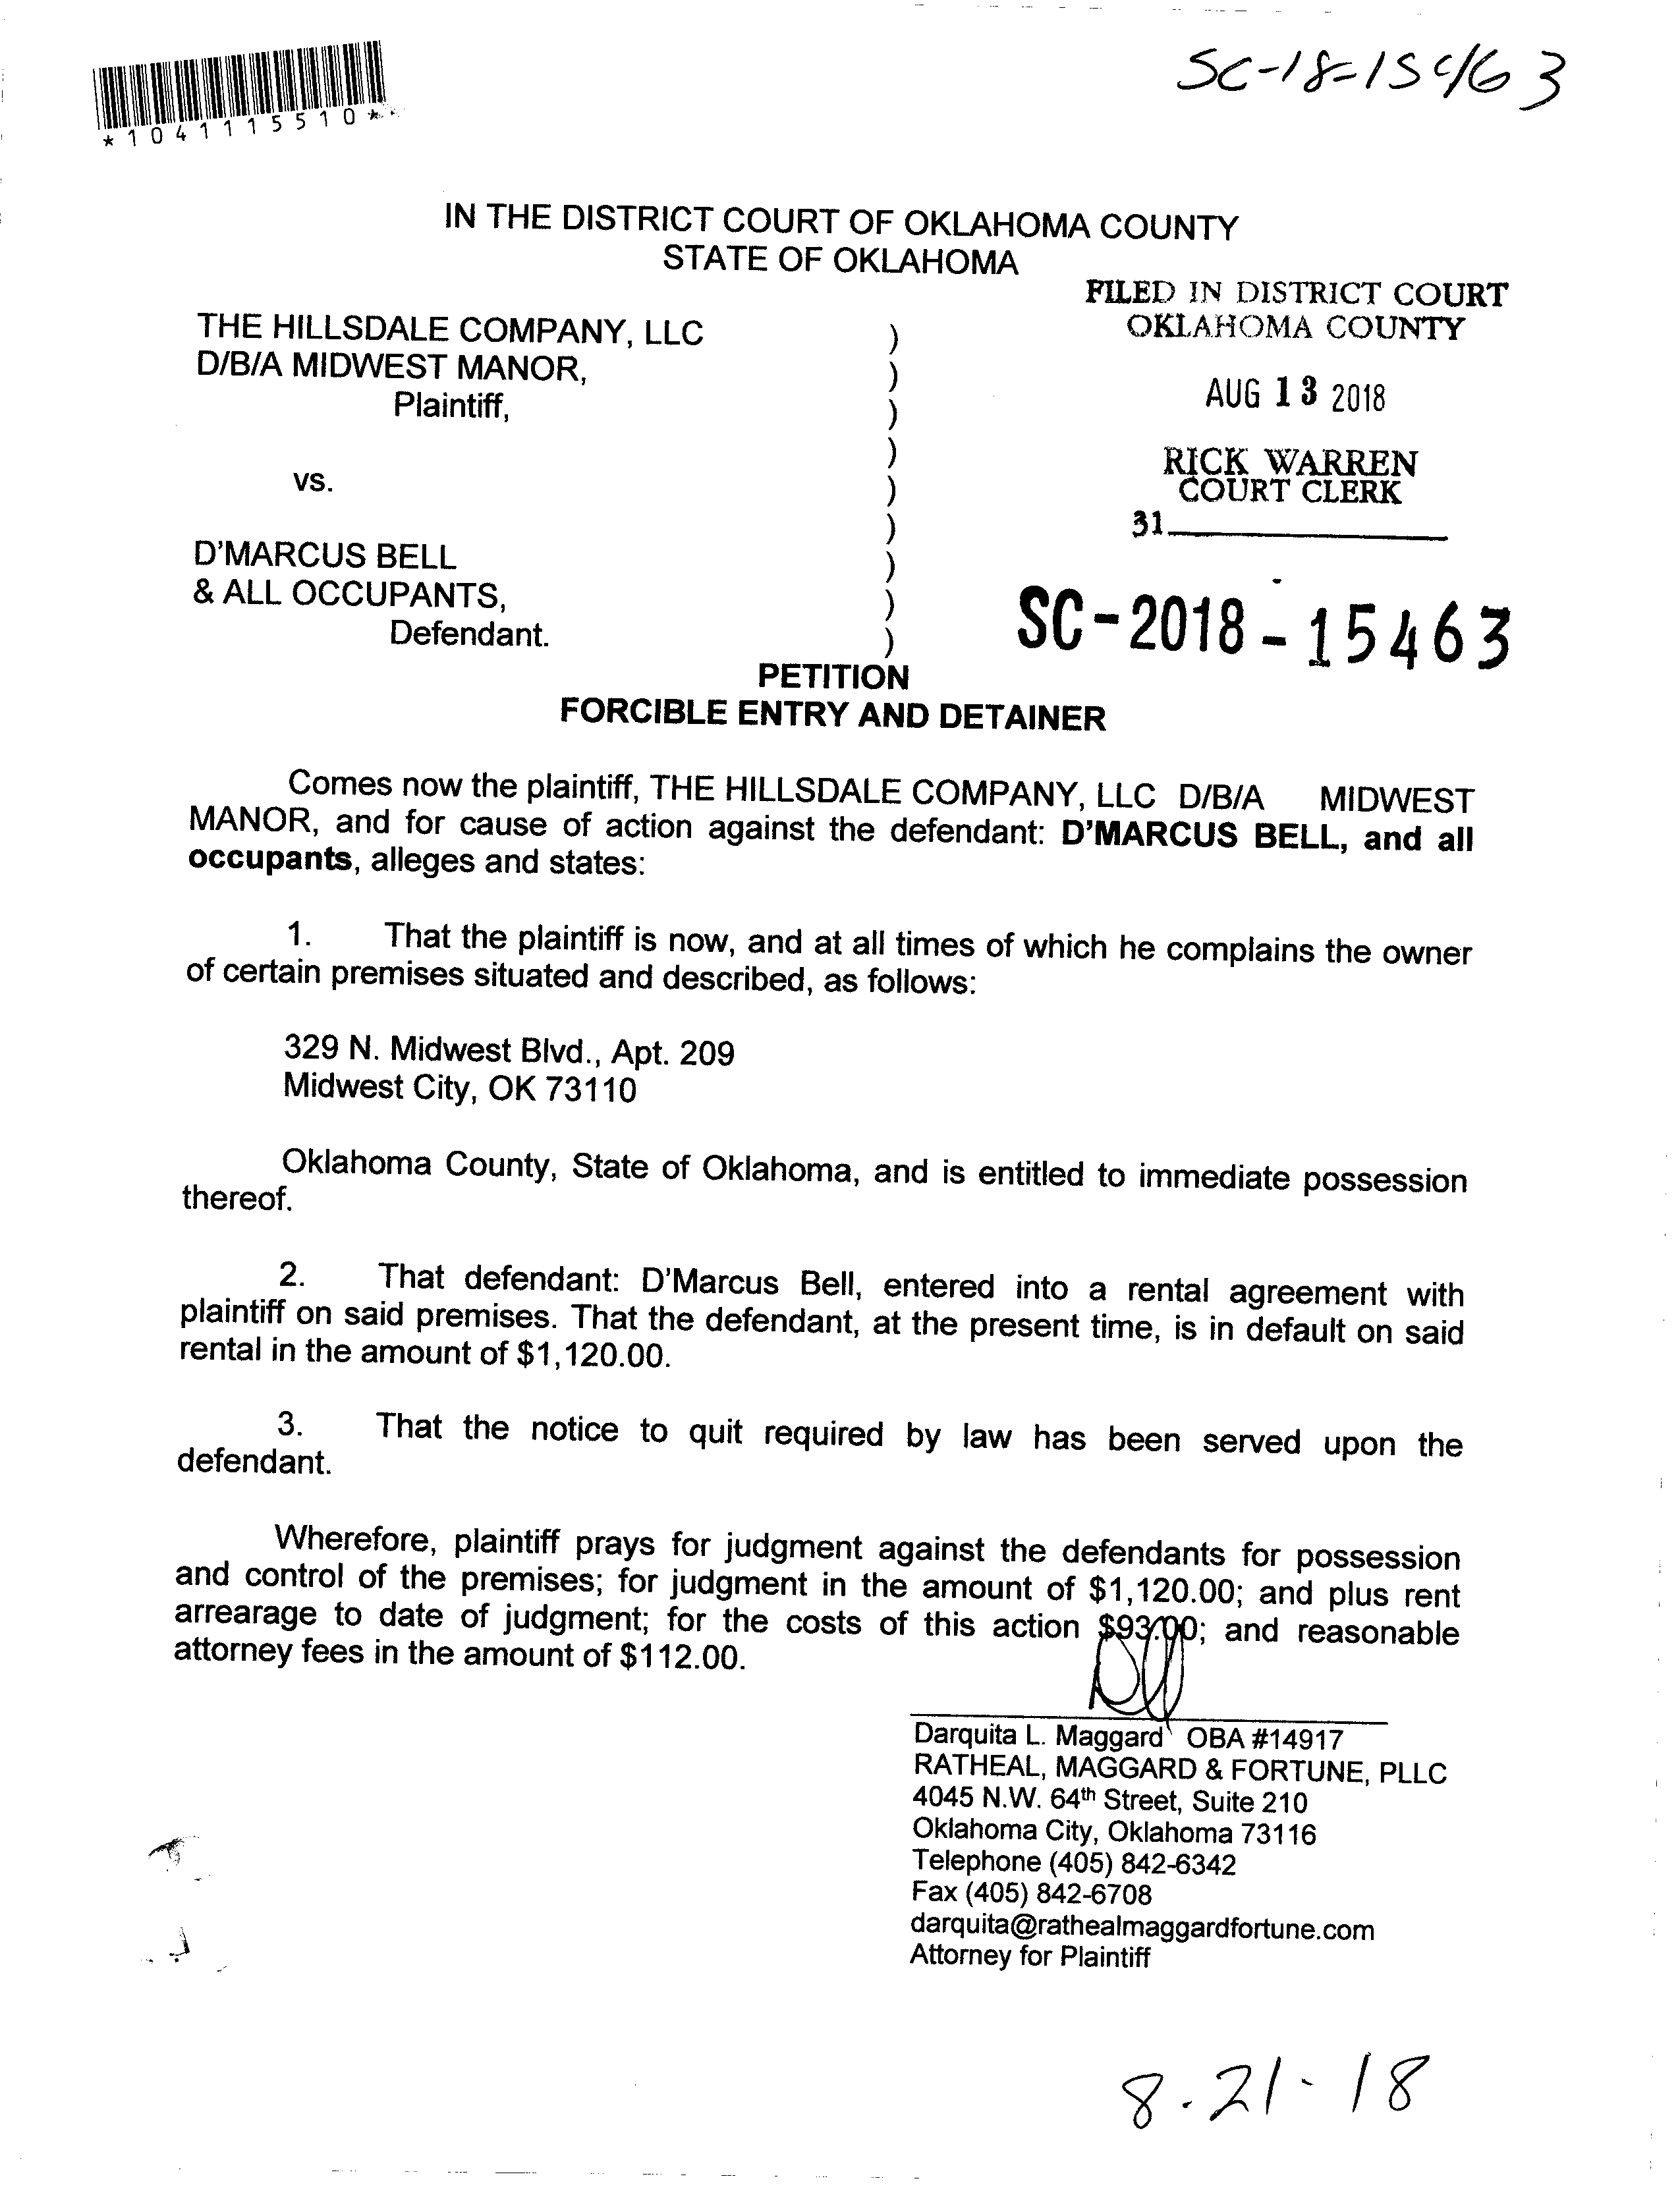 SC-18-15463
*1041115510*
IN THE DISTRICT COURT OF OKLAHOMA COUNTY
STATE OF OKLAHOMA
FILED IN DISTRICT COURT
OKLAHOMA COUNTY
THE HILLSDALE COMPANY, LLC )
D/B/A MIDWEST MANOR, )
Plaintiff, )
AUG 13 2018
)
RICK WARREN
COURT CLERK
vs. )
31
)
D'MARCUS BELL )
& ALL OCCUPANTS, )
Defendant. )
SC-2018-15463
PETITION
FORCIBLE ENTRY AND DETAINER
Comes now the plaintiff, THE HILLSDALE COMPANY, LLC D/B/A MIDWEST
MANOR, and for cause of action against the defendant: D'MARCUS BELL, and all
occupants, alleges and states:
1. That the plaintiff is now, and at all times of which he complains the owner
of certain premises situated and described, as follows:
329 N. Midwest Blvd., Apt. 209
Midwest City, OK 73110
Oklahoma County, State of Oklahoma, and is entitled to immediate possession
thereof.
2. That defendant: D'Marcus Bell, entered into a rental agreement with
plaintiff on said premises. That the defendant, at the present time, is in default on said
rental in the amount of $1,120.00.
3. That the notice to quit required by law has been served upon the
defendant.
Wherefore, plaintiff prays for judgment against the defendants for possession
and control of the premises; for judgment in the amount of $1,120.00; and plus rent
arrearage to date of judgment; for the costs of this action $93.00; and reasonable
attorney fees in the amount of $112.00.
Darquita L. Maggard OBA #14917
RATHEAL, MAGGARD & FORTUNE, PLLC
4045 N.W. 64th Street, Suite 210
Oklahoma City, Oklahoma 73116
Telephone (405) 842-6342
Fax (405) 842-6708
darquita@rathealmaggardfortune.com
Attorney for Plaintiff
8.21-18